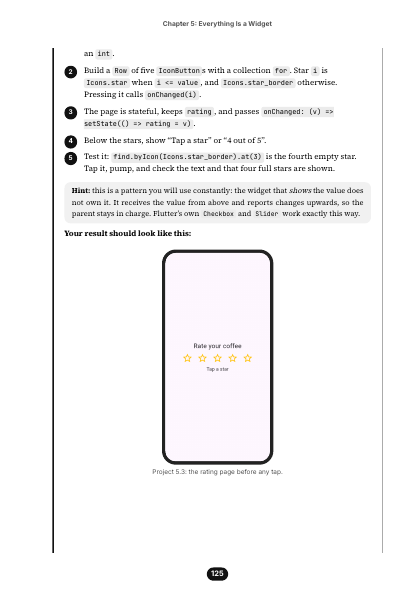 Chapter 5: Everything Is a Widget
an int.
2 Build a Row of five IconButtons with a collection for. Star i is
Icons.star when i <= value, and Icons.star_border otherwise.
Pressing it calls onChanged(i).
3 The page is stateful, keeps rating, and passes onChanged: (v) =>
setState(() => rating = v).
4 Below the stars, show “Tap a star” or “4 out of 5”.
5 Test it: find.byIcon(Icons.star_border).at(3) is the fourth empty star.
Tap it, pump, and check the text and that four full stars are shown.
Hint: this is a pattern you will use constantly: the widget that shows the value does
not own it. It receives the value from above and reports changes upwards, so the
parent stays in charge. Flutter’s own Checkbox and Slider work exactly this way.
Your result should look like this:
Rate your coffee
Tap a star
Project 5.3: the rating page before any tap.
125